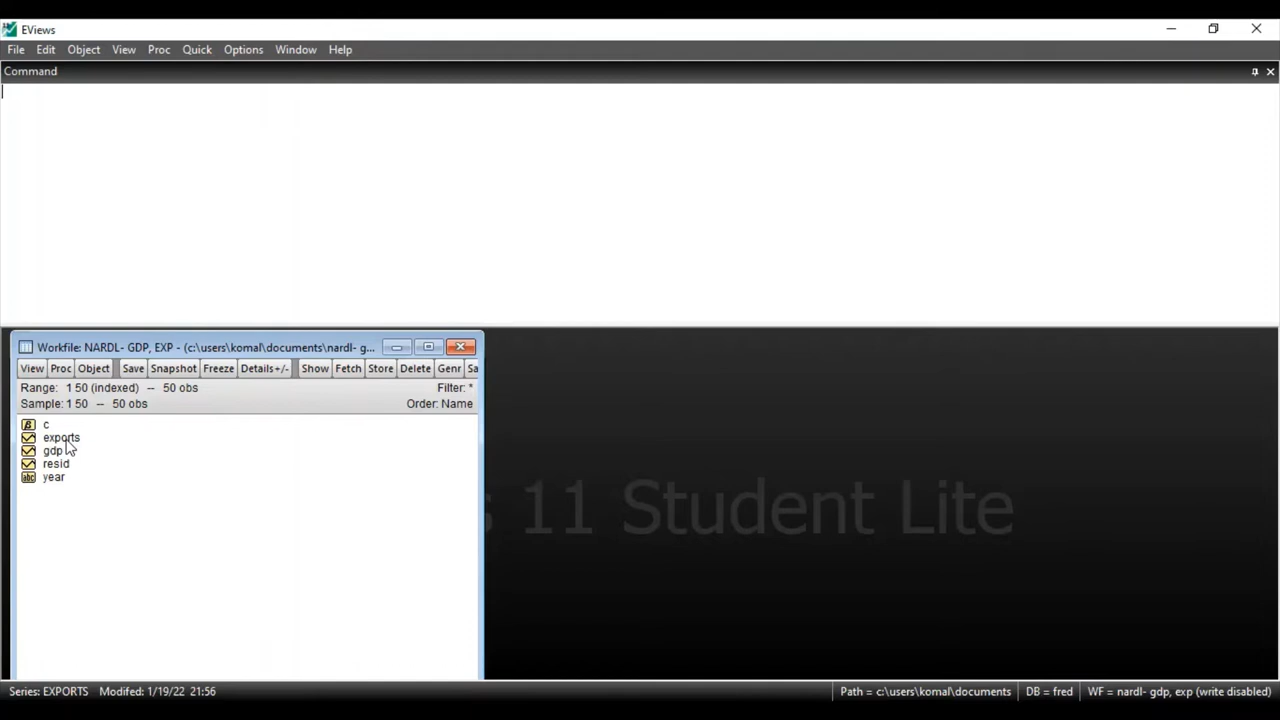 EViews
File Edit Object View Proc Quick Options Window Help
Command
Workfile: NARDL- GDP, EXP - (c:\users\komal\documents\nardl- g...
View Proc Object Save Snapshot Freeze Details+/- Show Fetch Store Delete Genr Sa
Range: 1 50 (indexed) -- 50 obs Filter: *
Sample: 1 50 -- 50 obs Order: Name
c
exports
gdp
resid
abc year
s 11 Student Lite
Series: EXPORTS Modifed: 1/19/22 21:56 Path = c:\users\komal\documents DB = fred WF = nardl- gdp, exp (write disabled)